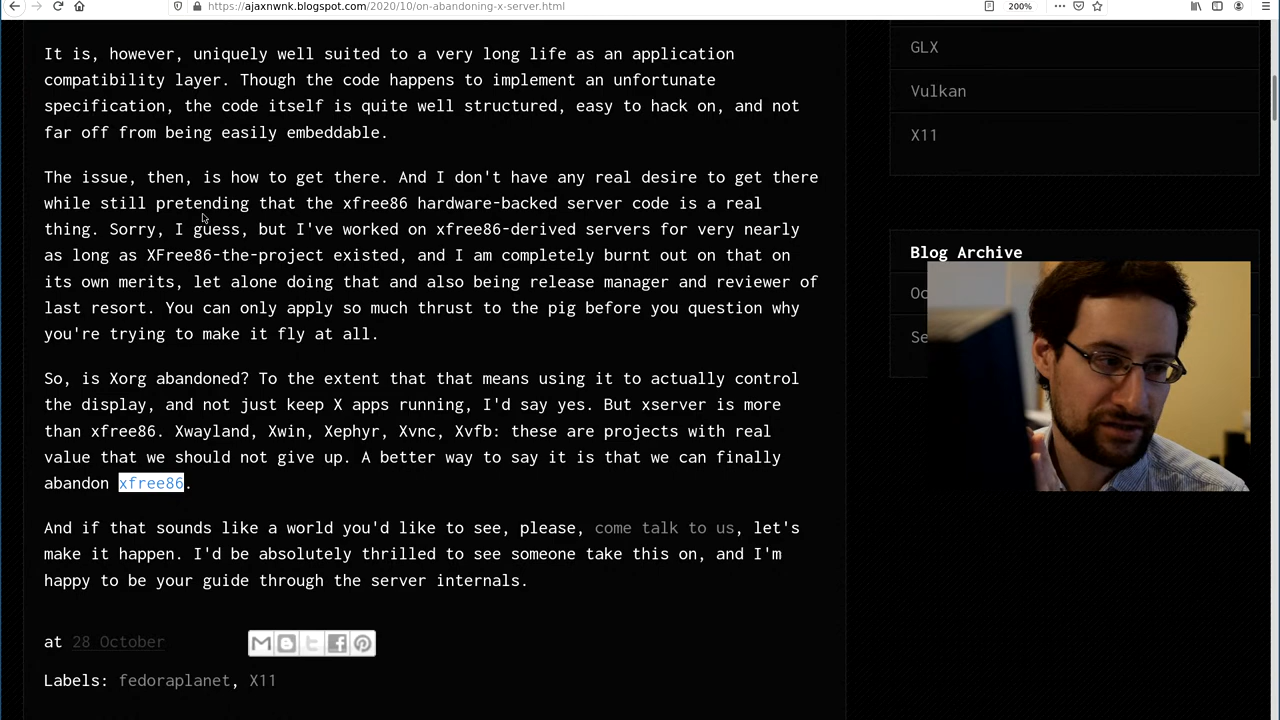 https://ajaxnwnk.blogspot.com/2020/10/on-abandoning-x-server.html
200%
It is, however, uniquely well suited to a very long life as an application
compatibility layer. Though the code happens to implement an unfortunate
specification, the code itself is quite well structured, easy to hack on, and not
far off from being easily embeddable.
The issue, then, is how to get there. And I don't have any real desire to get there
while still pretending that the xfree86 hardware-backed server code is a real
thing. Sorry, I guess, but I've worked on xfree86-derived servers for very nearly
as long as XFree86-the-project existed, and I am completely burnt out on that on
its own merits, let alone doing that and also being release manager and reviewer of
last resort. You can only apply so much thrust to the pig before you question why
you're trying to make it fly at all.
So, is Xorg abandoned? To the extent that that means using it to actually control
the display, and not just keep X apps running, I'd say yes. But xserver is more
than xfree86. Xwayland, Xwin, Xephyr, Xvnc, Xvfb: these are projects with real
value that we should not give up. A better way to say it is that we can finally
abandon xfree86.
And if that sounds like a world you'd like to see, please, come talk to us, let's
make it happen. I'd be absolutely thrilled to see someone take this on, and I'm
happy to be your guide through the server internals.
at 28 October
Labels: fedoraplanet, X11
GLX
Vulkan
X11
Blog Archive
Oc
Se